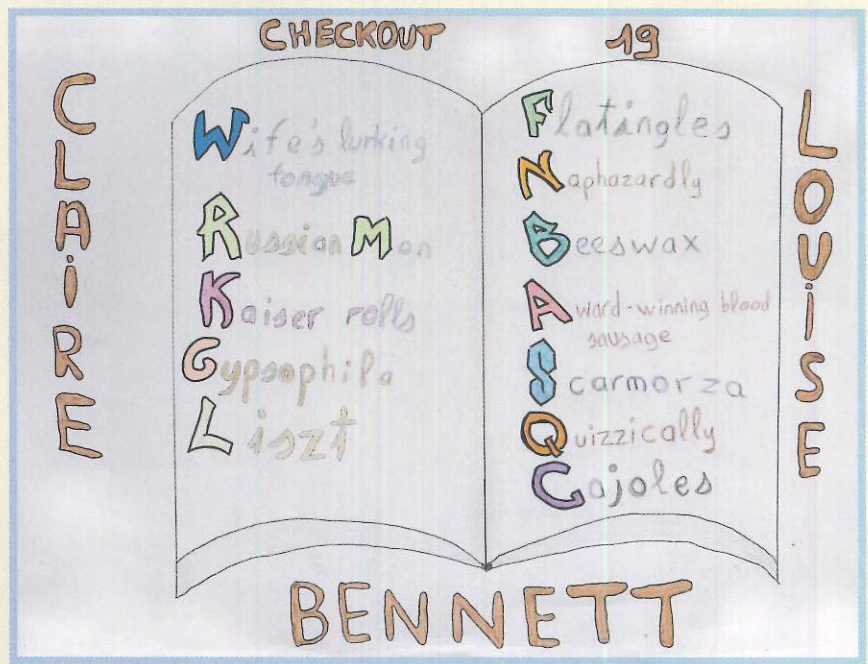 CHECKOUT 19
CLAiRE
Wife's lurking
tongue
Russian Man
Kaiser rolls
Gypsophila
Liszt
Flatingles
Naphazardly
Beeswax
Award-winning blood
sausage
Scarmorza
Quizzically
Cajoles
LOUiSE
BENNETT